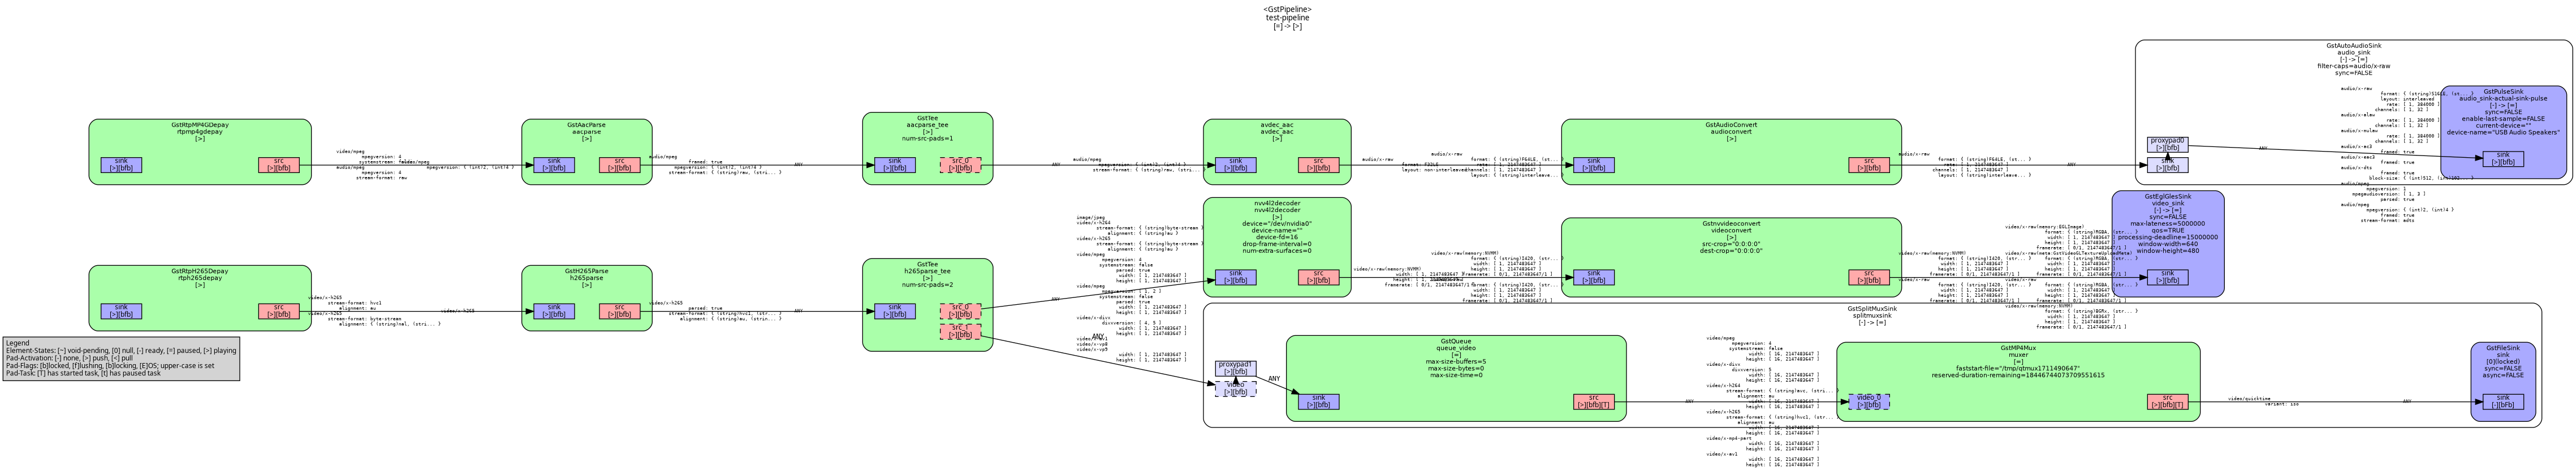 <GstPipeline>
test-pipeline
[=] -> [>]
GstRtpMP4GDepay
rtpmp4gdepay
[>]
sink
[>][bfb]
src
[>][bfb]
video/mpeg
mpegversion: 4
audio/mpeg
mpegversion: 4
stream-format: raw
mpegversion: { (int)2, (int)4 }
GstAacParse
aacparse
[>]
sink
[>][bfb]
src
[>][bfb]
audio/mpeg
framed: true
mpegversion: { (int)2, (int)4 }
stream-format: { (string)raw, (stri... }
ANY
GstTee
aacparse_tee
[>]
num-src-pads=1
sink
[>][bfb]
src_0
[>][bfb]
ANY
audio/mpeg
mpegversion: { (int)2, (int)4 }
stream-format: { (string)raw, (stri... }
avdec_aac
avdec_aac
[>]
sink
[>][bfb]
src
[>][bfb]
audio/x-raw
format: F32LE
layout: non-interleaved
audio/x-raw
format: { (string)F64LE, (st... }
rate: [ 1, 2147483647 ]
channels: [ 1, 2147483647 ]
layout: { (string)interleave... }
GstAudioConvert
audioconvert
[>]
sink
[>][bfb]
src
[>][bfb]
audio/x-raw
format: { (string)F64LE, (st... }
rate: [ 1, 2147483647 ]
channels: [ 1, 2147483647 ]
layout: { (string)interleave... }
ANY
GstAutoAudioSink
audio_sink
[-] -> [=]
filter-caps=audio/x-raw
sync=FALSE
proxypad0
[>][bfb]
sink
[>][bfb]
ANY
audio/x-raw
layout: interleaved
rate: [ 1, 384000 ]
channels: [ 1, 32 ]
audio/x-alaw
rate: [ 1, 384000 ]
channels: [ 1, 32 ]
audio/x-mulaw
rate: [ 1, 384000 ]
channels: [ 1, 32 ]
audio/x-ac3
framed: true
audio/x-eac3
framed: true
audio/x-dts
framed: true
audio/mpeg
mpegversion: 1
mpegaudioversion: [ 1, 3 ]
parsed: true
audio/mpeg
mpegversion: { (int)2, (int)4 }
framed: true
stream-format: adts
GstPulseSink
audio_sink-actual-sink-pulse
[-] -> [=]
sync=FALSE
enable-last-sample=FALSE
current-device=""
device-name="USB Audio Speakers"
sink
[>][bfb]
GstRtpH265Depay
rtph265depay
[>]
sink
[>][bfb]
src
[>][bfb]
video/x-h265
stream-format: hvc1
alignment: au
video/x-h265
stream-format: byte-stream
alignment: { (string)nal, (stri... }
video/x-h265
GstH265Parse
h265parse
[>]
sink
[>][bfb]
src
[>][bfb]
video/x-h265
parsed: true
stream-format: { (string)hvc1, (str... }
alignment: { (string)au, (strin... }
ANY
GstTee
h265parse_tee
[>]
num-src-pads=2
sink
[>][bfb]
src_0
[>][bfb]
src_1
[>][bfb]
ANY
ANY
image/jpeg
video/x-h264
stream-format: { (string)byte-stream }
alignment: { (string)au }
video/x-h265
stream-format: { (string)byte-stream }
alignment: { (string)au }
video/mpeg
mpegversion: 4
systemstream: false
parsed: true
width: [ 1, 2147483647 ]
height: [ 1, 2147483647 ]
video/mpeg
mpegversion: [ 1, 2 ]
systemstream: false
parsed: true
width: [ 1, 2147483647 ]
height: [ 1, 2147483647 ]
video/x-divx
divxversion: [ 4, 5 ]
width: [ 1, 2147483647 ]
height: [ 1, 2147483647 ]
video/x-av1
video/x-vp8
video/x-vp9
width: [ 1, 2147483647 ]
height: [ 1, 2147483647 ]
nvv4l2decoder
nvv4l2decoder
[>]
device="/dev/nvidia0"
device-name=""
device-fd=16
drop-frame-interval=0
num-extra-surfaces=0
sink
[>][bfb]
src
[>][bfb]
video/x-raw(memory:NVMM)
width: [ 1, 2147483647 ]
height: [ 1, 2147483647 ]
framerate: [ 0/1, 2147483647/1 ]
video/x-raw(memory:NVMM)
format: { (string)I420, (str... }
width: [ 1, 2147483647 ]
height: [ 1, 2147483647 ]
framerate: [ 0/1, 2147483647/1 ]
format: { (string)I420, (str... }
width: [ 1, 2147483647 ]
height: [ 1, 2147483647 ]
framerate: [ 0/1, 2147483647/1 ]
Gstnvvideoconvert
videoconvert
[>]
src-crop="0:0:0:0"
dest-crop="0:0:0:0"
sink
[>][bfb]
src
[>][bfb]
video/x-raw(memory:NVMM)
format: { (string)I420, (str... }
width: [ 1, 2147483647 ]
height: [ 1, 2147483647 ]
framerate: [ 0/1, 2147483647/1 ]
video/x-raw
format: { (string)I420, (str... }
width: [ 1, 2147483647 ]
height: [ 1, 2147483647 ]
framerate: [ 0/1, 2147483647/1 ]
video/x-raw(memory:EGLImage)
format: { (string)RGBA, (str... }
width: [ 1, 2147483647 ]
height: [ 1, 2147483647 ]
framerate: [ 0/1, 2147483647/1 ]
video/x-raw(meta:GstVideoGLTextureUploadMeta)
format: { (string)RGBA, (str... }
width: [ 1, 2147483647 ]
height: [ 1, 2147483647 ]
framerate: [ 0/1, 2147483647/1 ]
video/x-raw
format: { (string)RGBA, (str... }
width: [ 1, 2147483647 ]
height: [ 1, 2147483647 ]
framerate: [ 0/1, 2147483647/1 ]
video/x-raw(memory:NVMM)
format: { (string)BGRx, (str... }
width: [ 1, 2147483647 ]
height: [ 1, 2147483647 ]
framerate: [ 0/1, 2147483647/1 ]
GstEglGlesSink
video_sink
[-] -> [=]
sync=FALSE
max-lateness=5000000
qos=TRUE
processing-deadline=15000000
window-width=640
window-height=480
sink
[>][bfb]
GstSplitMuxSink
splitmuxsink
[-] -> [=]
proxypad1
[>][bfb]
video
[>][bfb]
ANY
GstQueue
queue_video
[=]
max-size-buffers=5
max-size-bytes=0
max-size-time=0
sink
[>][bfb]
src
[>][bfb][T]
ANY
video/mpeg
mpegversion: 4
systemstream: false
width: [ 16, 2147483647 ]
height: [ 16, 2147483647 ]
video/x-divx
divxversion: 5
width: [ 16, 2147483647 ]
height: [ 16, 2147483647 ]
video/x-h264
stream-format: { (string)avc, (stri... }
alignment: au
width: [ 16, 2147483647 ]
height: [ 16, 2147483647 ]
video/x-h265
stream-format: { (string)hvc1, (str... }
alignment: au
width: [ 16, 2147483647 ]
height: [ 16, 2147483647 ]
video/x-mp4-part
width: [ 16, 2147483647 ]
height: [ 16, 2147483647 ]
video/x-av1
width: [ 16, 2147483647 ]
height: [ 16, 2147483647 ]
GstMP4Mux
muxer
[=]
faststart-file="/tmp/qtmux1711490647"
reserved-duration-remaining=18446744073709551615
video_0
[>][bfb]
src
[>][bfb][T]
video/quicktime
variant: iso
ANY
GstFileSink
sink
[0](locked)
sync=FALSE
async=FALSE
sink
[-][bFb]
Legend
Element-States: [~] void-pending, [0] null, [-] ready, [=] paused, [>] playing
Pad-Activation: [-] none, [>] push, [<] pull
Pad-Flags: [b]locked, [f]lushing, [b]locking, [E]OS; upper-case is set
Pad-Task: [T] has started task, [t] has paused task